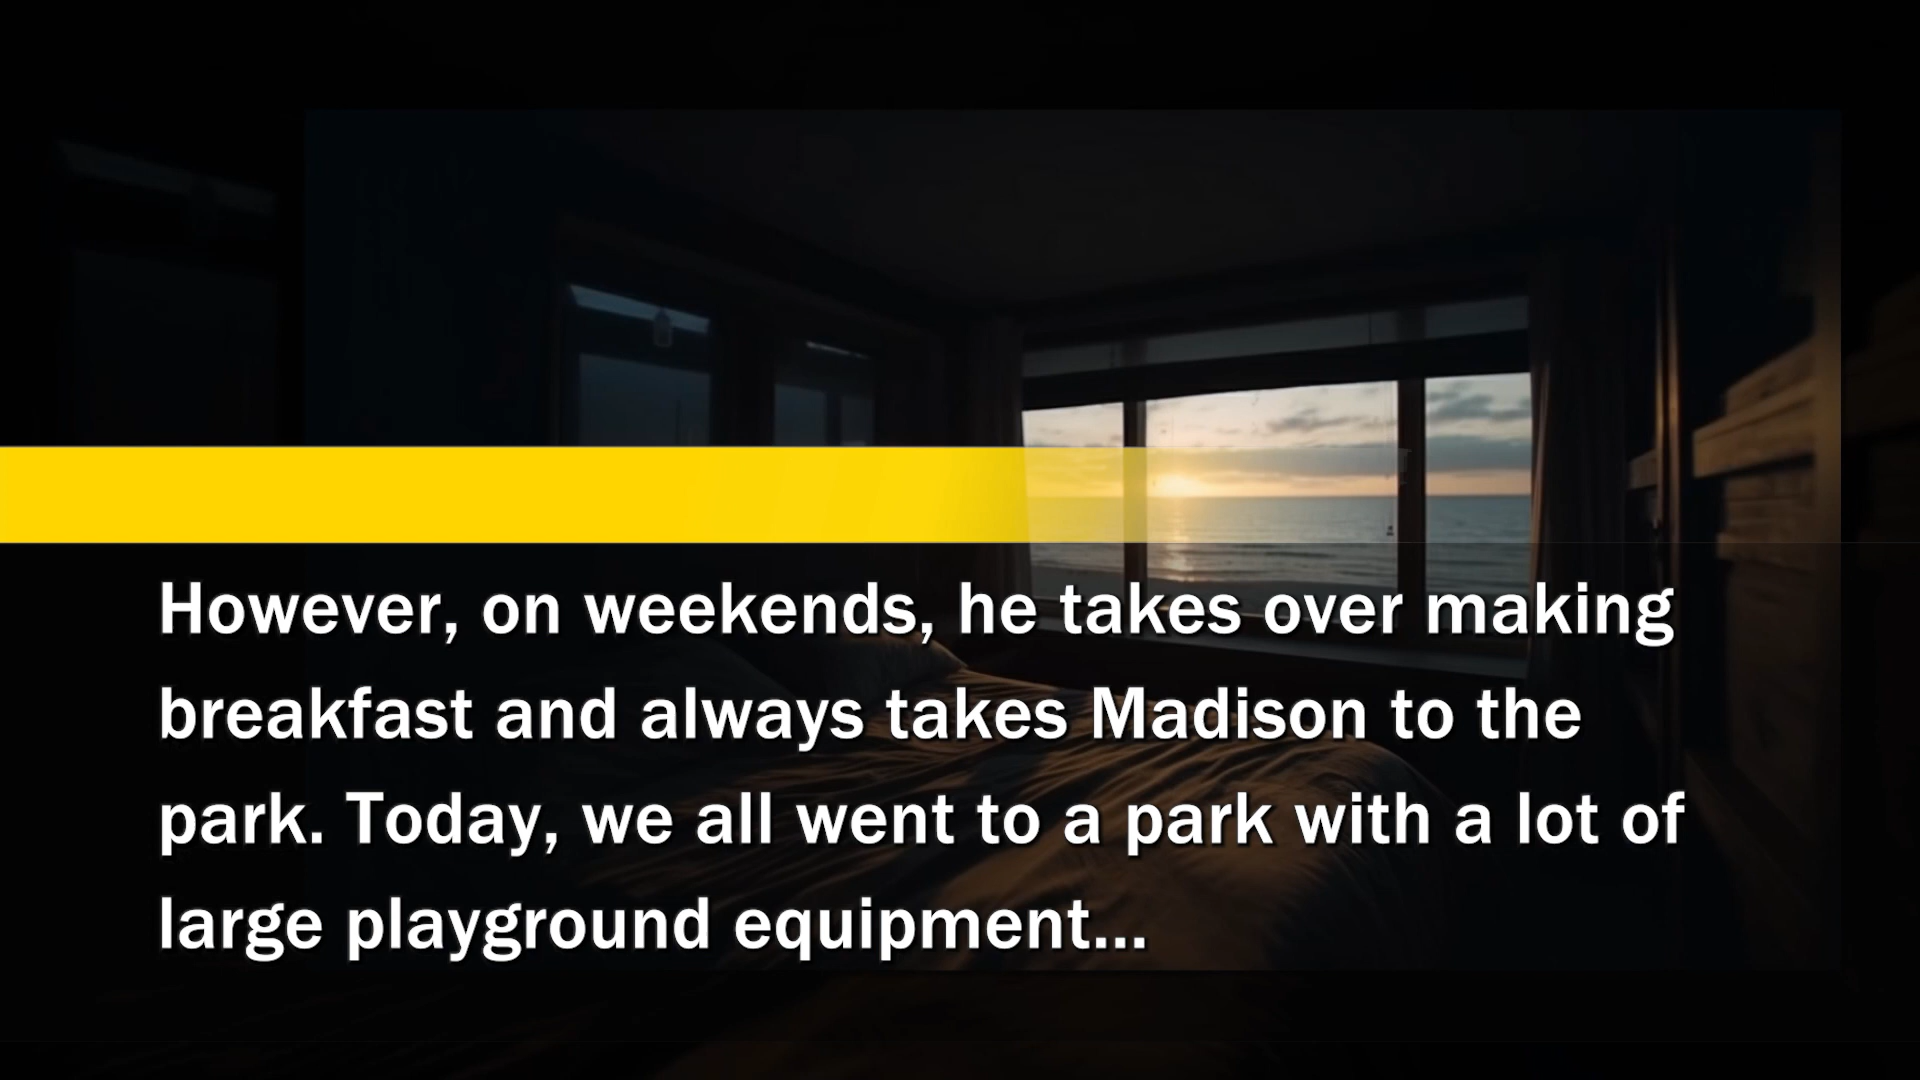 However, on weekends, he takes over making
breakfast and always takes Madison to the
park. Today, we all went to a park with a lot of
large playground equipment...